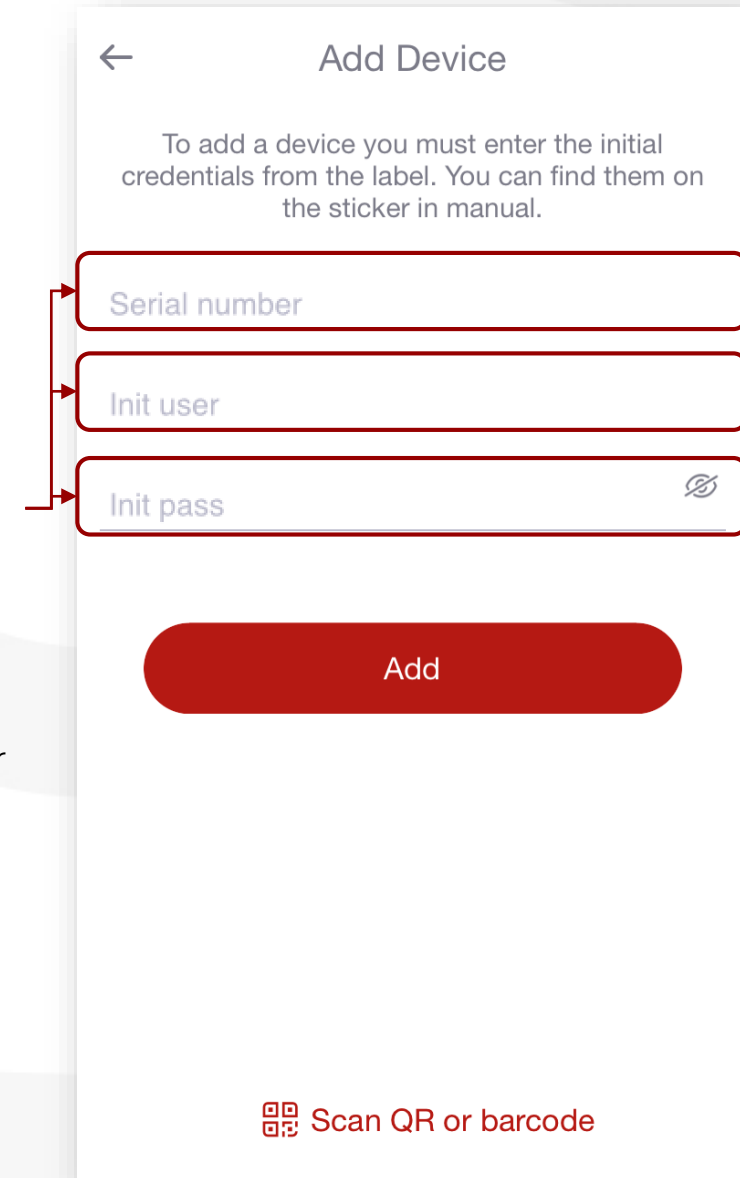 Add Device
To add a device you must enter the initial
credentials from the label. You can find them on
the sticker in manual.
Serial number
Init user
Init pass
Add
Scan QR or barcode